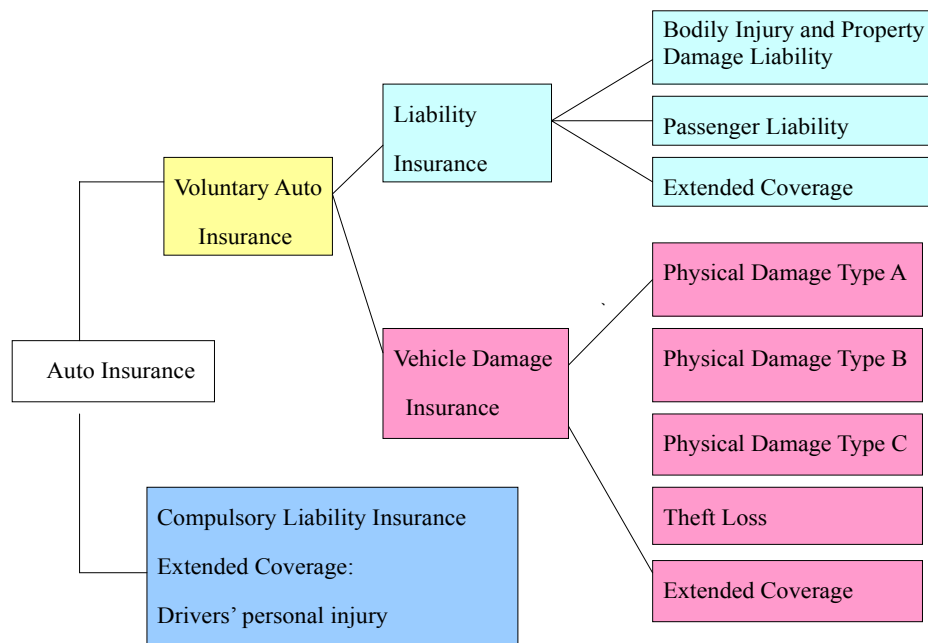 Bodily Injury and Property
Damage Liability
Liability
Insurance
Passenger Liability
Extended Coverage
Voluntary Auto
Insurance
Physical Damage Type A
Auto Insurance
Vehicle Damage
Insurance
Physical Damage Type B
Physical Damage Type C
Compulsory Liability Insurance
Extended Coverage:
Drivers’ personal injury
Theft Loss
Extended Coverage